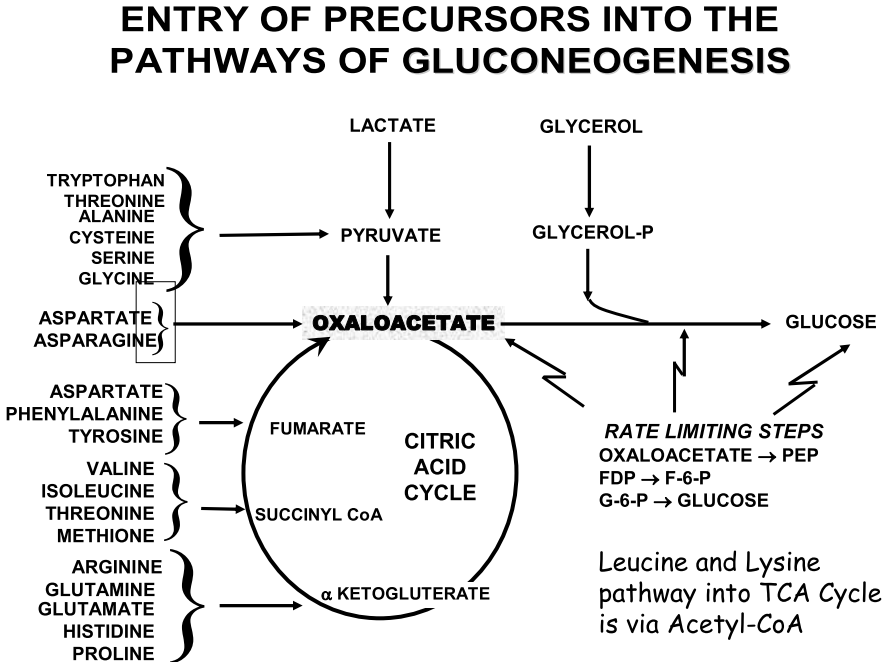 ENTRY OF PRECURSORS INTO THE
PATHWAYS OF GLUCONEOGENESIS
LACTATE
GLYCEROL
TRYPTOPHAN
THREONINE
ALANINE
CYSTEINE
SERINE
GLYCINE
PYRUVATE
GLYCEROL-P
ASPARTATE
ASPARAGINE
OXALOACETATE
GLUCOSE
ASPARTATE
PHENYLALANINE
TYROSINE
FUMARATE
CITRIC
ACID
CYCLE
RATE LIMITING STEPS
OXALOACETATE → PEP
FDP → F-6-P
G-6-P → GLUCOSE
VALINE
ISOLEUCINE
THREONINE
METHIONE
SUCCINYL CoA
ARGININE
GLUTAMINE
GLUTAMATE
HISTIDINE
PROLINE
α KETOGLUTERATE
Leucine and Lysine
pathway into TCA Cycle
is via Acetyl-CoA